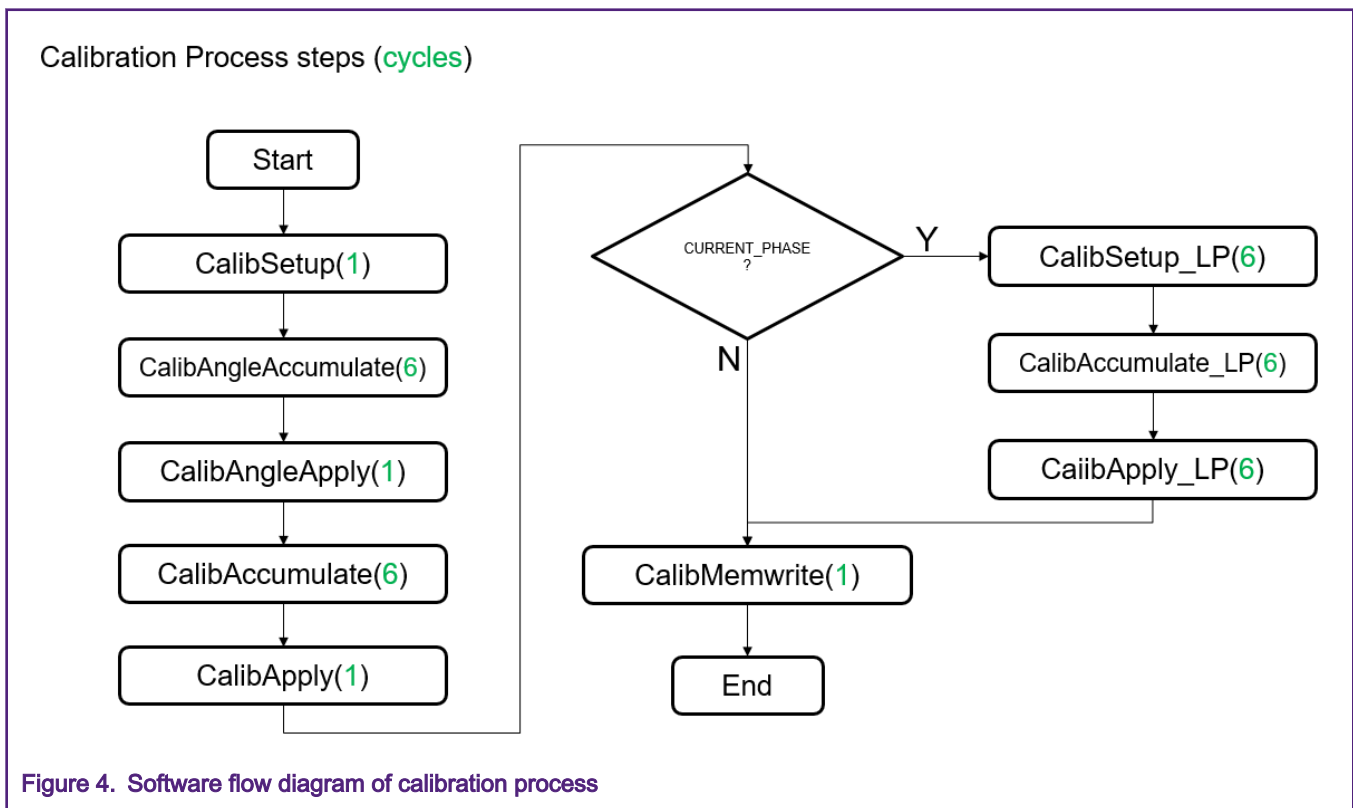 Calibration Process steps (cycles)
Start
CalibSetup(1)
CalibAngleAccumulate(6)
CalibAngleApply(1)
CalibAccumulate(6)
CalibApply(1)
CURRENT_PHASE
?
Y
N
CalibSetup_LP(6)
CalibAccumulate_LP(6)
CaiibApply_LP(6)
CalibMemwrite(1)
End
Figure 4. Software flow diagram of calibration process